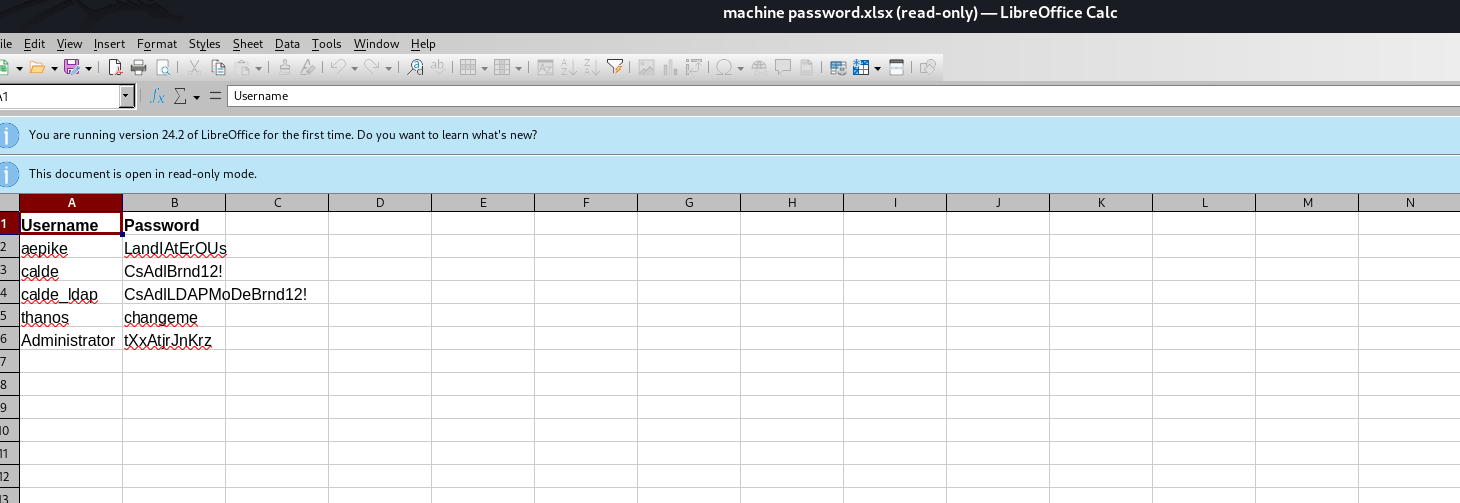 machine password.xlsx (read-only) — LibreOffice Calc
ile Edit View Insert Format Styles Sheet Data Tools Window Help
A1 fx Σ = Username
You are running version 24.2 of LibreOffice for the first time. Do you want to learn what's new?
This document is open in read-only mode.
A B C D E F G H I J K L M N
1 Username Password
2 aepike LandIAtErOUs
3 calde CsAdlBrnd12!
4 calde_ldap CsAdlLDAPMoDeBrnd12!
5 thanos changeme
6 Administrator tXxAtjrJnKrz
7
8
9
10
11
12
13